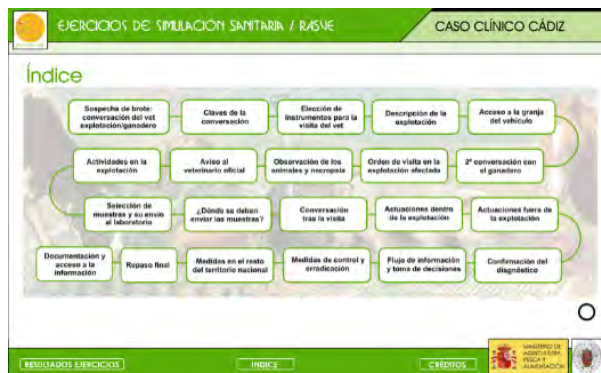 EJERCICIOS DE SIMULACIÓN SANITARIA / RASVE
CASO CLÍNICO CÁDIZ
Índice
Sospecha de brote:
conversación del vet
explotación/ganadero
Claves de la
conversación
Elección de
instrumentos para la
visita del vet
Descripción de la
explotación
Acceso a la granja
del vehículo
Actividades en la
explotación
Aviso al
veterinario oficial
Observación de los
animales y necropsia
Orden de visita en la
explotación afectada
2ª conversación con
el ganadero
Selección de
muestras y su envío
al laboratorio
¿Dónde se deben
enviar las muestras?
Conversación
tras la visita
Actuaciones dentro
de la explotación
Actuaciones fuera de
la explotación
Documentación y
acceso a la
información
Repaso final
Medidas en el resto
del territorio nacional
Medidas de control y
erradicación
Flujo de información
y toma de decisiones
Confirmación del
diagnóstico
RESULTADOS EJERCICIOS
ÍNDICE
CRÉDITOS
MINISTERIO DE
AGRICULTURA,
PESCA Y
ALIMENTACIÓN